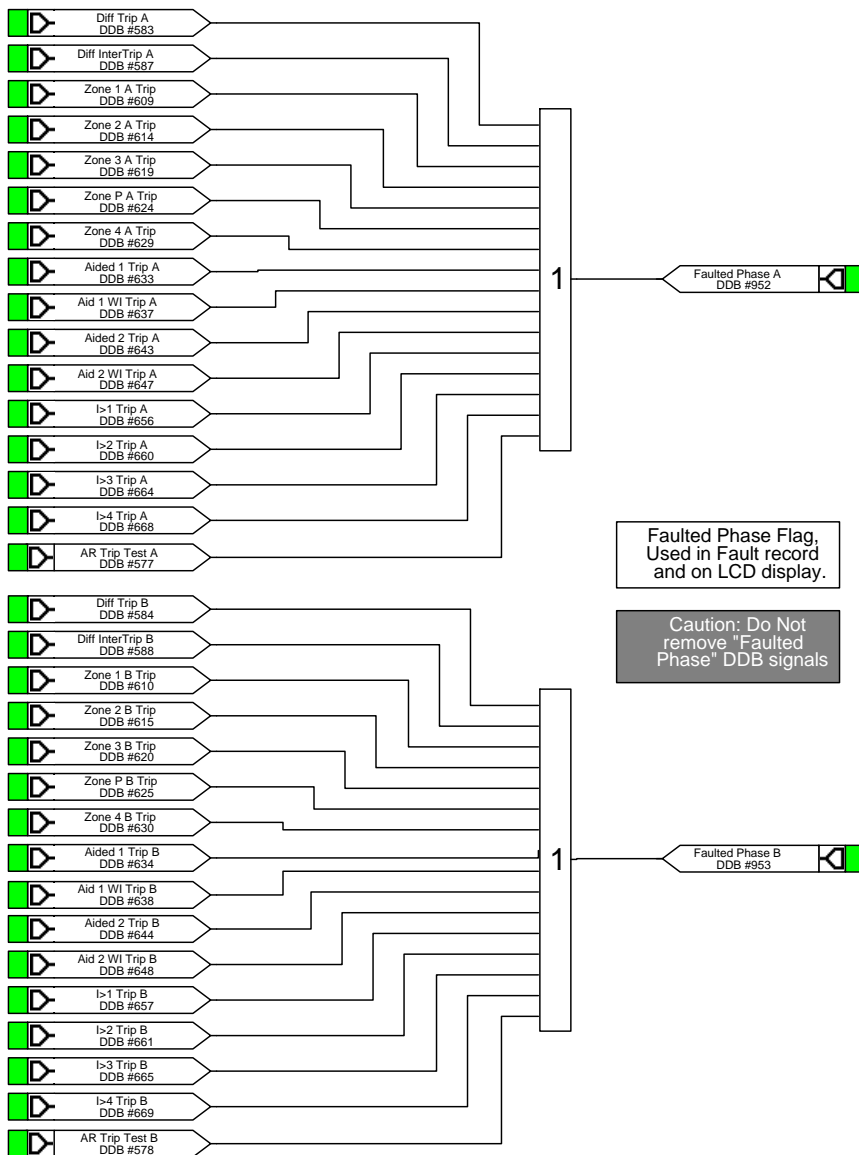 Diff Trip A
DDB #583
Diff InterTrip A
DDB #587
Zone 1 A Trip
DDB #609
Zone 2 A Trip
DDB #614
Zone 3 A Trip
DDB #619
Zone P A Trip
DDB #624
Zone 4 A Trip
DDB #629
Aided 1 Trip A
DDB #633
Aid 1 WI Trip A
DDB #637
Aided 2 Trip A
DDB #643
Aid 2 WI Trip A
DDB #647
I>1 Trip A
DDB #656
I>2 Trip A
DDB #660
I>3 Trip A
DDB #664
I>4 Trip A
DDB #668
AR Trip Test A
DDB #577
1
Faulted Phase A
DDB #952
Faulted Phase Flag,
Used in Fault record
and on LCD display.
Caution: Do Not
remove "Faulted
Phase" DDB signals
Diff Trip B
DDB #584
Diff InterTrip B
DDB #588
Zone 1 B Trip
DDB #610
Zone 2 B Trip
DDB #615
Zone 3 B Trip
DDB #620
Zone P B Trip
DDB #625
Zone 4 B Trip
DDB #630
Aided 1 Trip B
DDB #634
Aid 1 WI Trip B
DDB #638
Aided 2 Trip B
DDB #644
Aid 2 WI Trip B
DDB #648
I>1 Trip B
DDB #657
I>2 Trip B
DDB #661
I>3 Trip B
DDB #665
I>4 Trip B
DDB #669
AR Trip Test B
DDB #578
1
Faulted Phase B
DDB #953